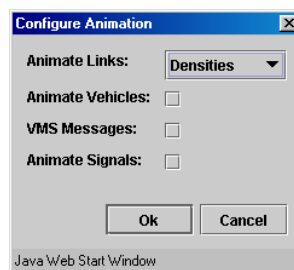 Configure Animation
Animate Links: Densities
Animate Vehicles:
VMS Messages:
Animate Signals:
Ok Cancel
Java Web Start Window